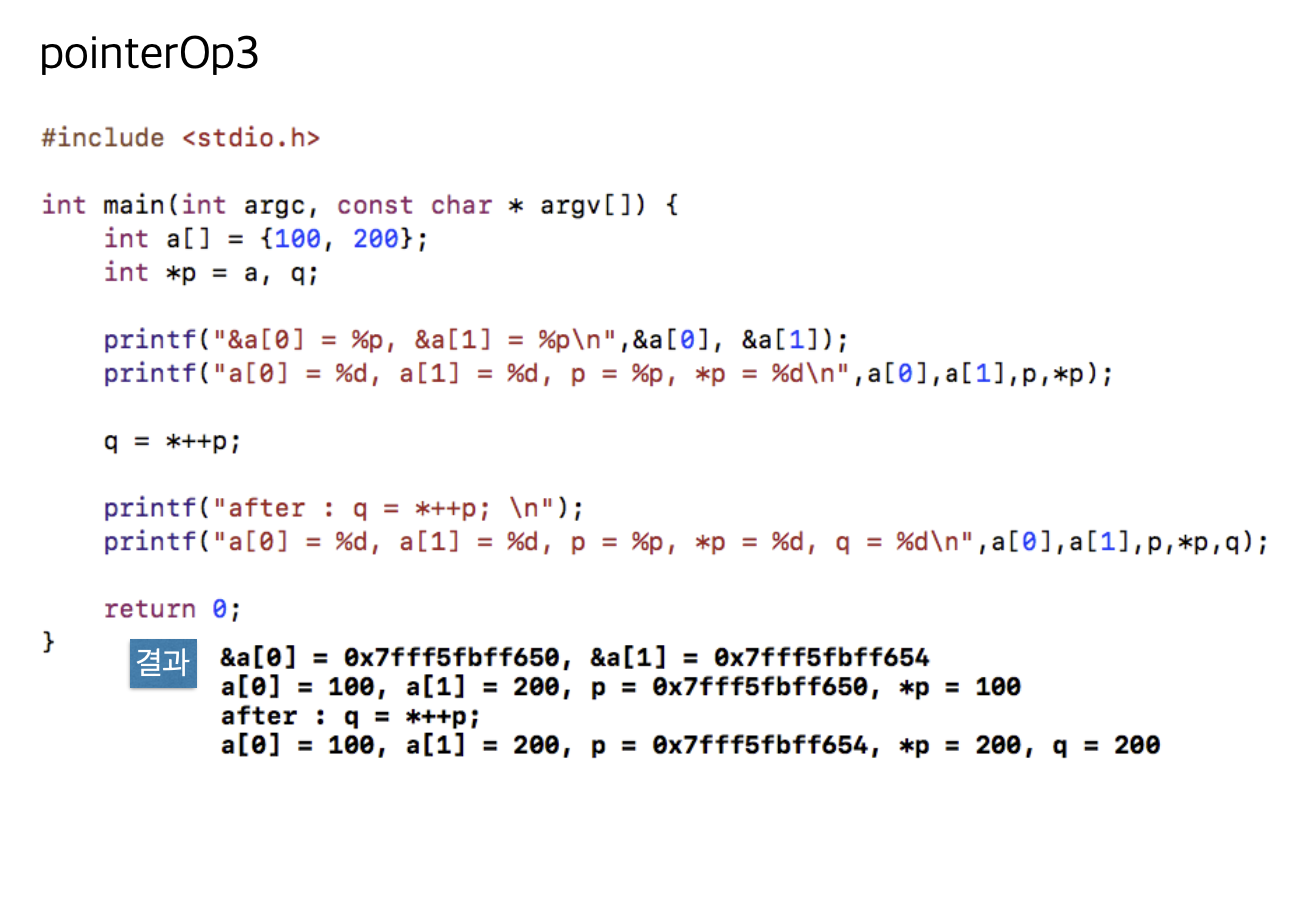 pointerOp3
#include <stdio.h>
int main(int argc, const char * argv[]) {
int a[] = {100, 200};
int *p = a, q;
printf("&a[0] = %p, &a[1] = %p\n",&a[0], &a[1]);
printf("a[0] = %d, a[1] = %d, p = %p, *p = %d\n",a[0],a[1],p,*p);
q = *++p;
printf("after : q = *++p; \n");
printf("a[0] = %d, a[1] = %d, p = %p, *p = %d, q = %d\n",a[0],a[1],p,*p,q);
return 0;
}
결과
&a[0] = 0x7fff5fbff650, &a[1] = 0x7fff5fbff654
a[0] = 100, a[1] = 200, p = 0x7fff5fbff650, *p = 100
after : q = *++p;
a[0] = 100, a[1] = 200, p = 0x7fff5fbff654, *p = 200, q = 200